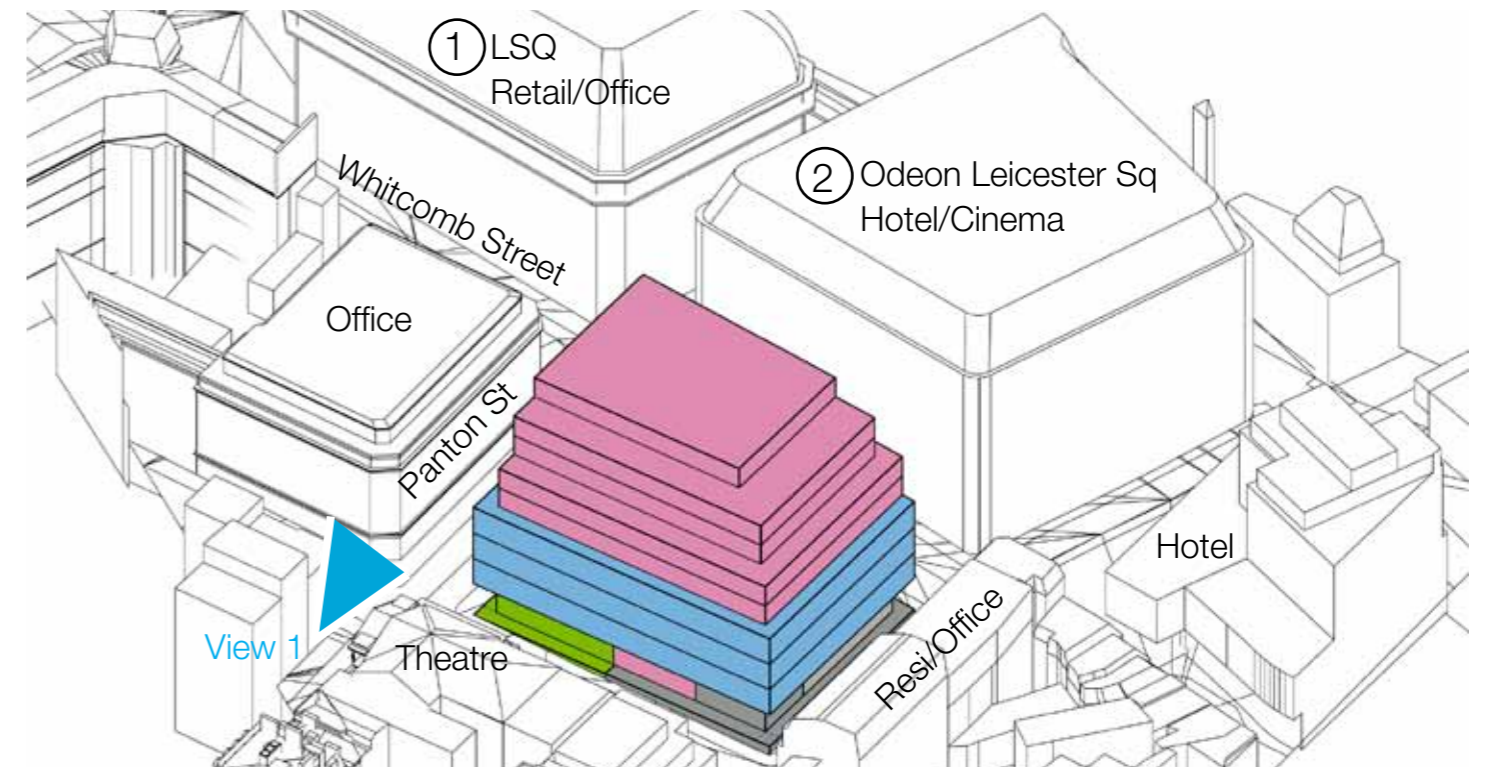 1 LSQ
Retail/Office
Whitcomb Street
2 Odeon Leicester Sq
Hotel/Cinema
Office
Panton St
Hotel
View 1
Theatre
Resi/Office